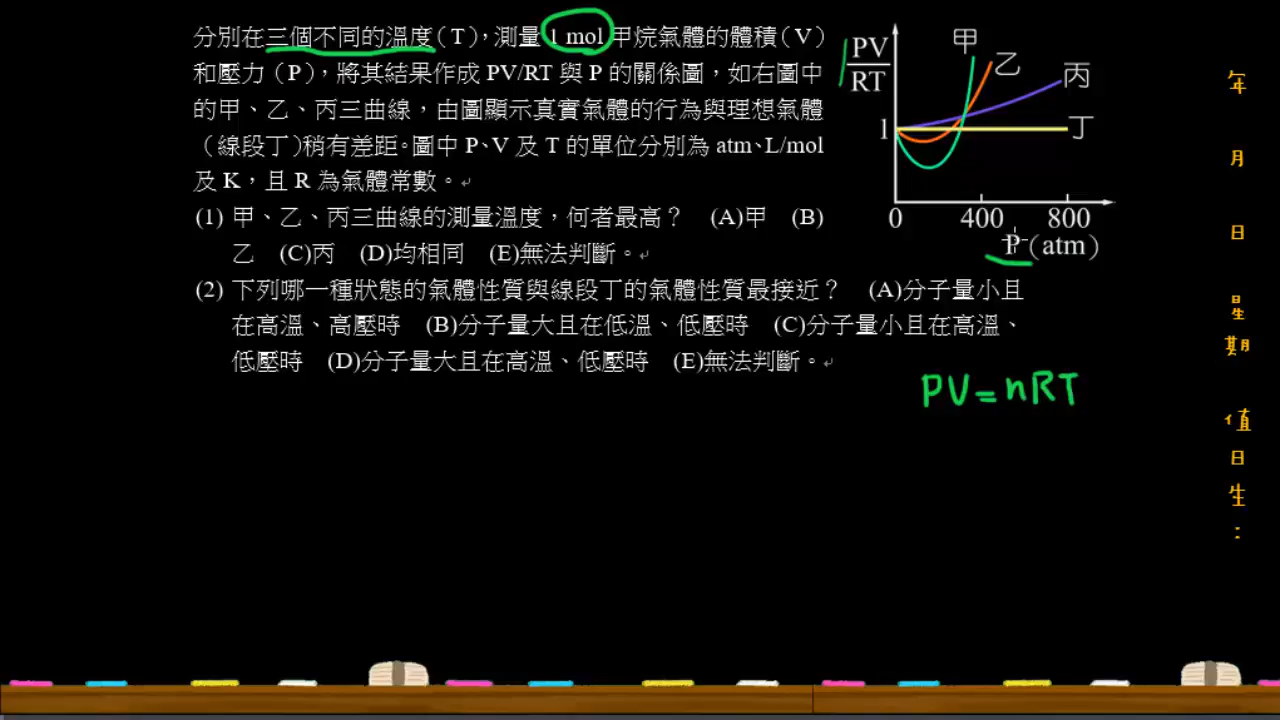 分別在三個不同的溫度(T),測量 1 mol 甲烷氣體的體積(V)
和壓力(P),將其結果作成 PV/RT 與 P 的關係圖,如右圖中
的甲、乙、丙三曲線,由圖顯示真實氣體的行為與理想氣體
(線段丁)稍有差距。圖中 P、V 及 T 的單位分別為 atm、L/mol
及 K,且 R 為氣體常數。
(1) 甲、乙、丙三曲線的測量溫度,何者最高? (A)甲 (B)
乙 (C)丙 (D)均相同 (E)無法判斷。
(2) 下列哪一種狀態的氣體性質與線段丁的氣體性質最接近? (A)分子量小且
在高溫、高壓時 (B)分子量大且在低溫、低壓時 (C)分子量小且在高溫、
低壓時 (D)分子量大且在高溫、低壓時 (E)無法判斷。
PV
RT
甲
乙
丙
丁
1
0 400 800
P (atm)
PV=nRT
年
月
日
星
期
值
日
生
: